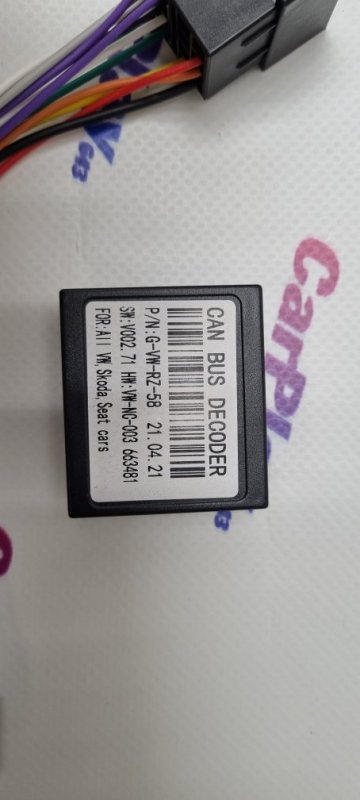 CAN BUS DECODER
P/N:G-VW-RZ-58 21.04.21
SW:V002.71 HW:VW-NC-003 663481
FOR:All VW,Skoda,Seat cars
CarPl